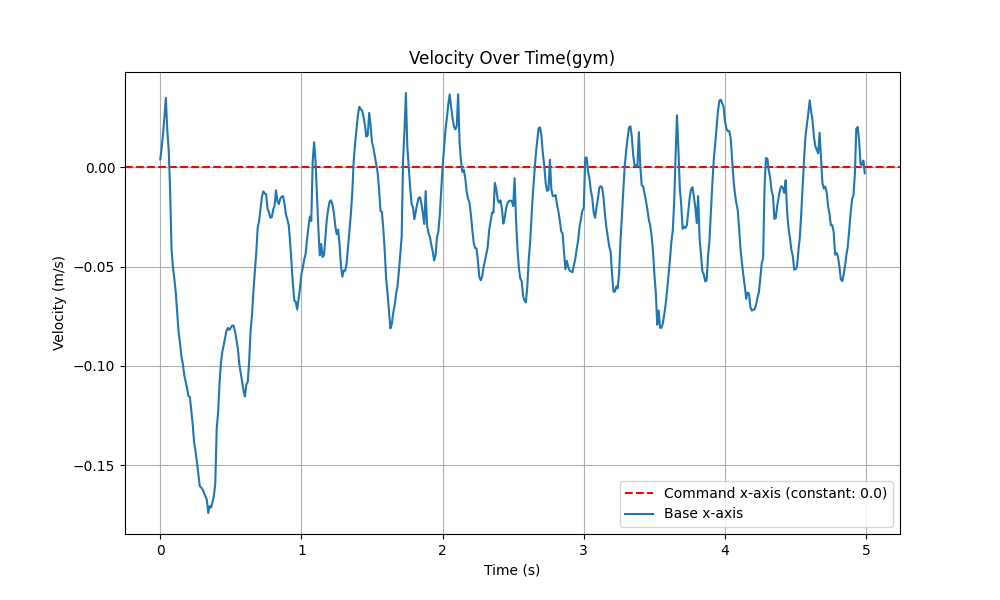 Velocity Over Time(gym)
Velocity (m/s)
0.00
−0.05
−0.10
−0.15
0
1
2
3
4
5
Time (s)
Command x-axis (constant: 0.0)
Base x-axis